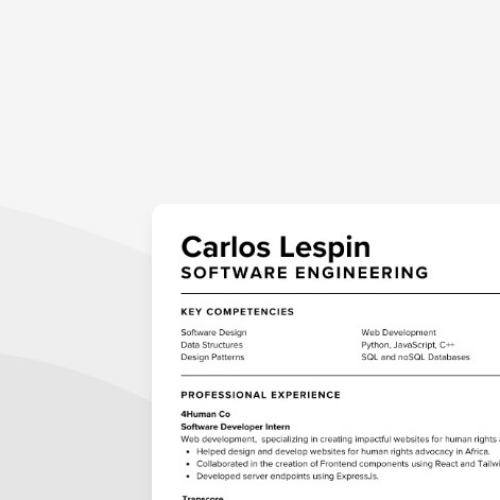 Carlos Lespin
SOFTWARE ENGINEERING
KEY COMPETENCIES
Software Design
Data Structures
Design Patterns
Web Development
Python, JavaScript, C++
SQL and noSQL Databases
PROFESSIONAL EXPERIENCE
4Human Co
Software Developer Intern
Web development, specializing in creating impactful websites for human rights
• Helped design and develop websites for human rights advocacy in Africa.
• Collaborated in the creation of Frontend components using React and
• Developed server endpoints using ExpressJs.
Transcore